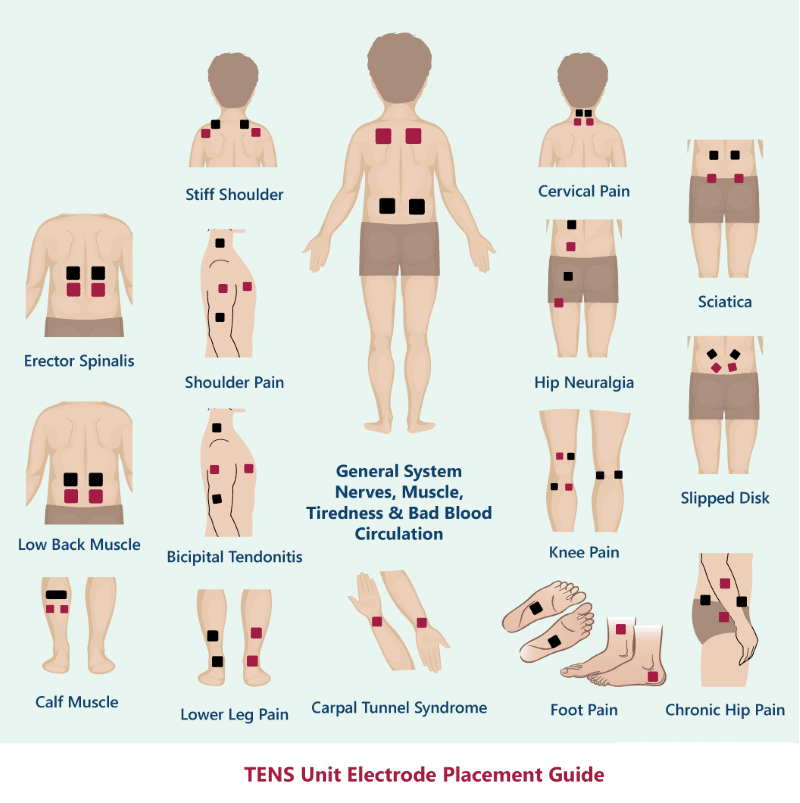 Stiff Shoulder
Cervical Pain
Sciatica
Erector Spinalis
Shoulder Pain
Hip Neuralgia
General System
Nerves, Muscle,
Tiredness & Bad Blood
Circulation
Slipped Disk
Low Back Muscle
Bicipital Tendonitis
Knee Pain
Calf Muscle
Lower Leg Pain
Carpal Tunnel Syndrome
Foot Pain
Chronic Hip Pain
TENS Unit Electrode Placement Guide